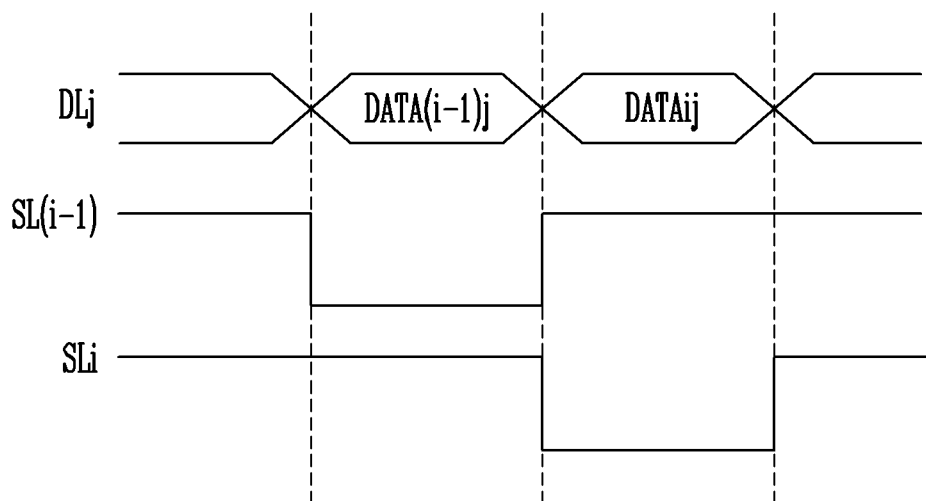 DLj
DATA(i-1)j
DATAij
SL(i-1)
SLi